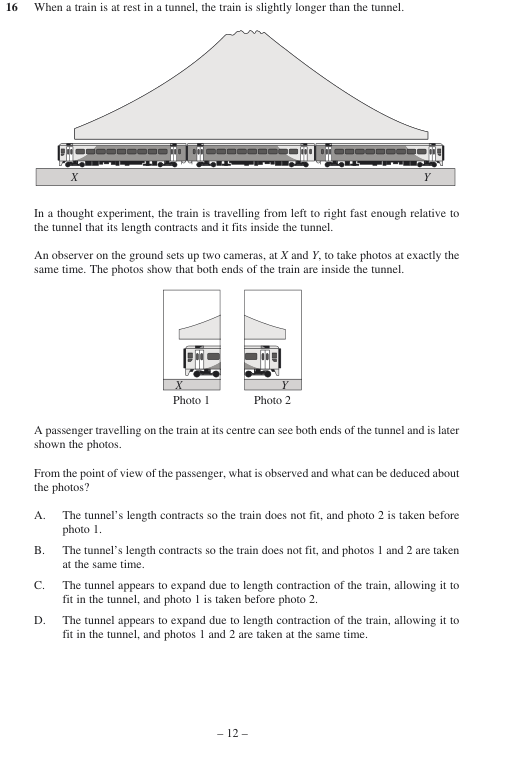 16 When a train is at rest in a tunnel, the train is slightly longer than the tunnel.
X Y
In a thought experiment, the train is travelling from left to right fast enough relative to
the tunnel that its length contracts and it fits inside the tunnel.
An observer on the ground sets up two cameras, at X and Y, to take photos at exactly the
same time. The photos show that both ends of the train are inside the tunnel.
X Y
Photo 1 Photo 2
A passenger travelling on the train at its centre can see both ends of the tunnel and is later
shown the photos.
From the point of view of the passenger, what is observed and what can be deduced about
the photos?
A. The tunnel's length contracts so the train does not fit, and photo 2 is taken before
photo 1.
B. The tunnel's length contracts so the train does not fit, and photos 1 and 2 are taken
at the same time.
C. The tunnel appears to expand due to length contraction of the train, allowing it to
fit in the tunnel, and photo 1 is taken before photo 2.
D. The tunnel appears to expand due to length contraction of the train, allowing it to
fit in the tunnel, and photos 1 and 2 are taken at the same time.
– 12 –